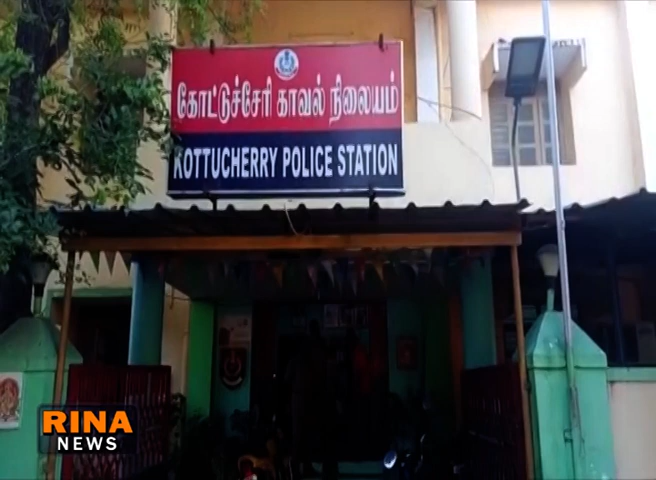 கோட்டுச்சேரி காவல் நிலையம்
KOTTUCHERRY POLICE STATION
RINA
NEWS